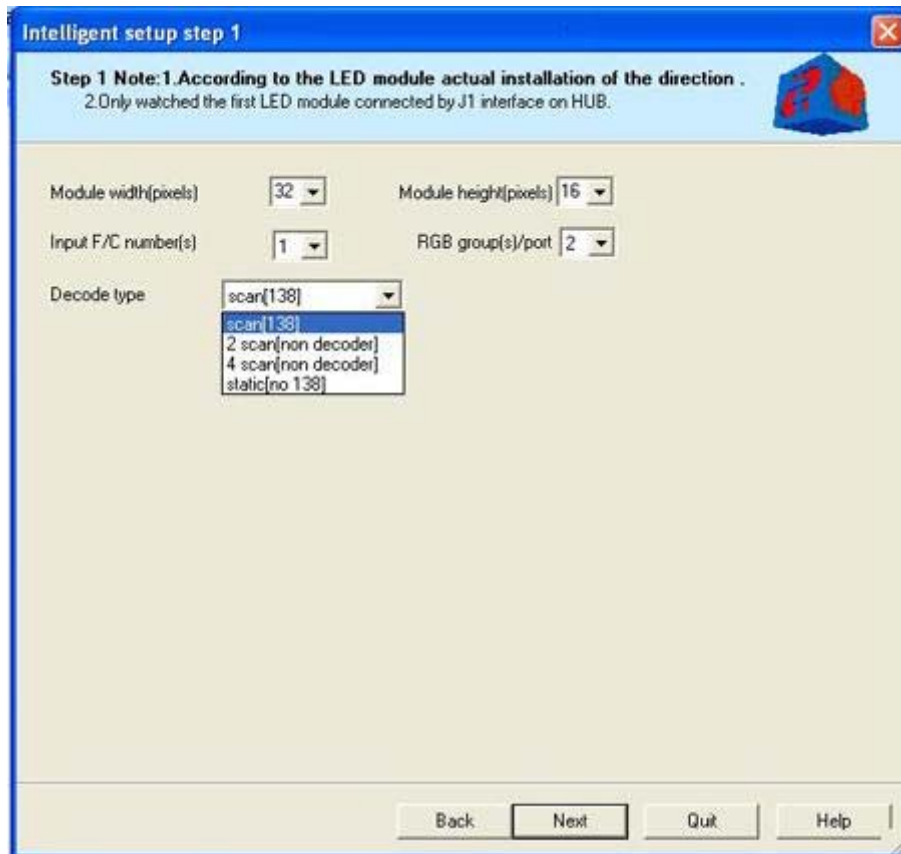 Intelligent setup step 1
Step 1 Note:1.According to the LED module actual installation of the direction .
2.Only watched the first LED module connected by J1 interface on HUB.
Module width(pixels) 32 Module height(pixels) 16
Input F/C number(s) 1 RGB group(s)/port 2
Decode type scan[138]
scan[138]
2 scan[non decoder]
4 scan[non decoder]
static[no 138]
Back Next Quit Help